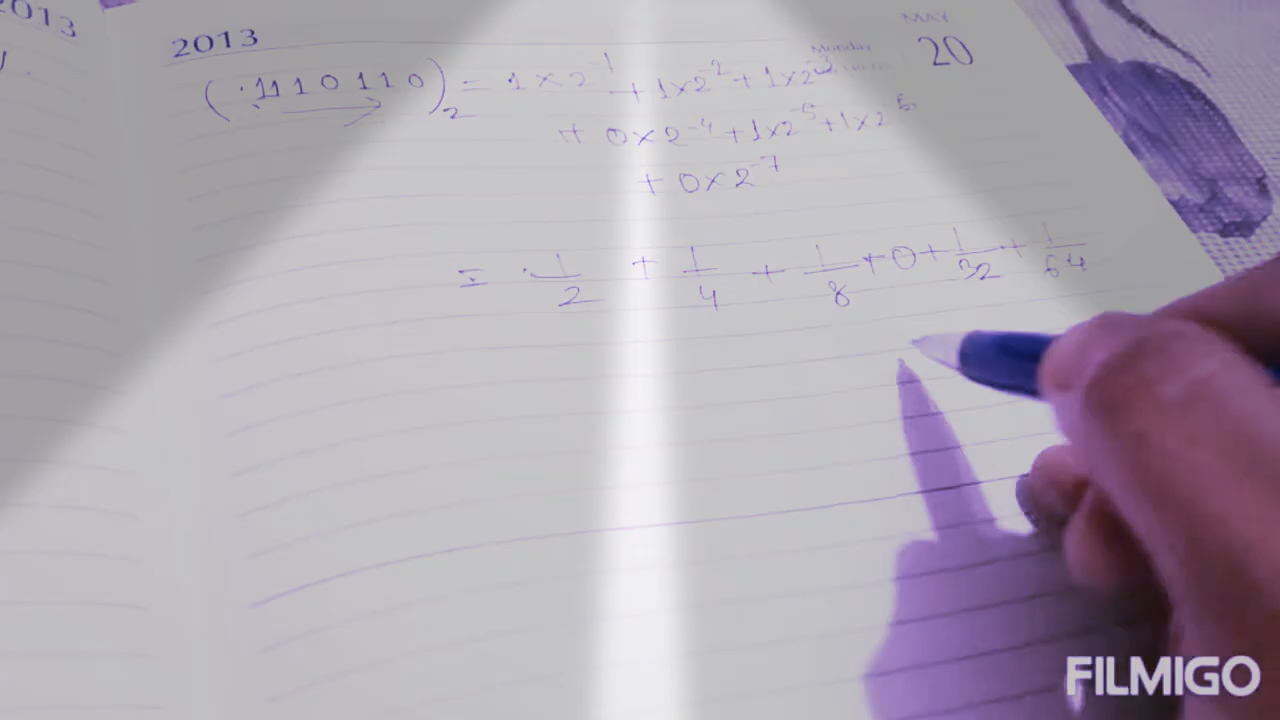 2013
2013
MAY
Monday
20
(.1110110)₂ = 1×2⁻¹ + 1×2⁻² + 1×2⁻³
+ 0×2⁻⁴ + 1×2⁻⁵ + 1×2⁻⁶
+ 0×2⁻⁷
= 1/2 + 1/4 + 1/8 + 0 + 1/32 + 1/64
FILMIGO